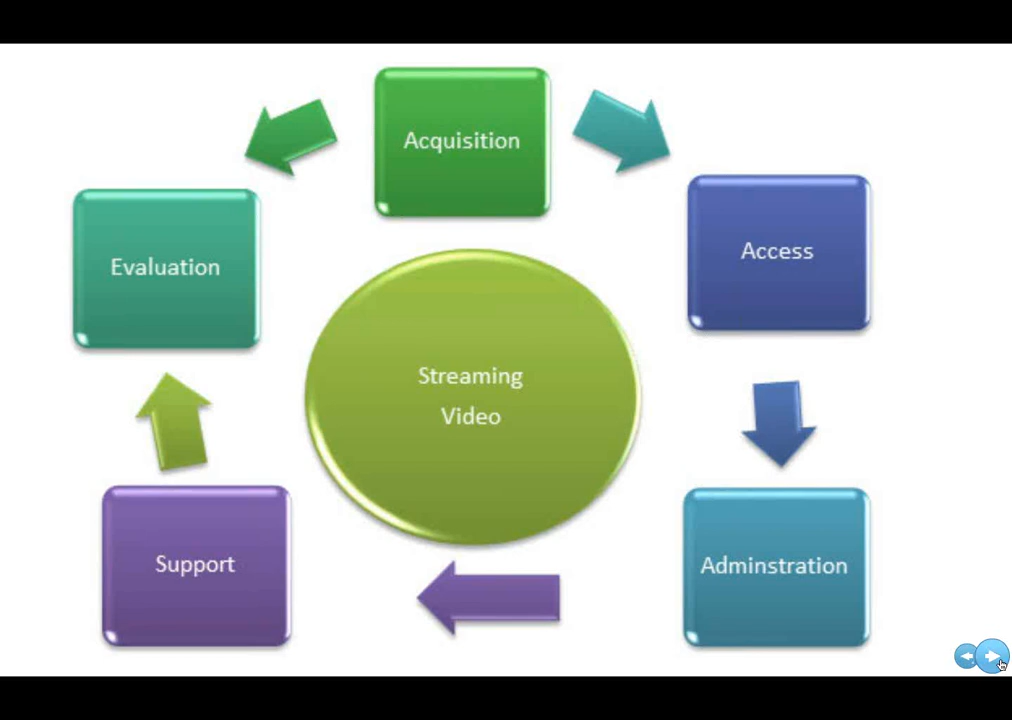 Acquisition
Access
Evaluation
Streaming
Video
Support
Adminstration